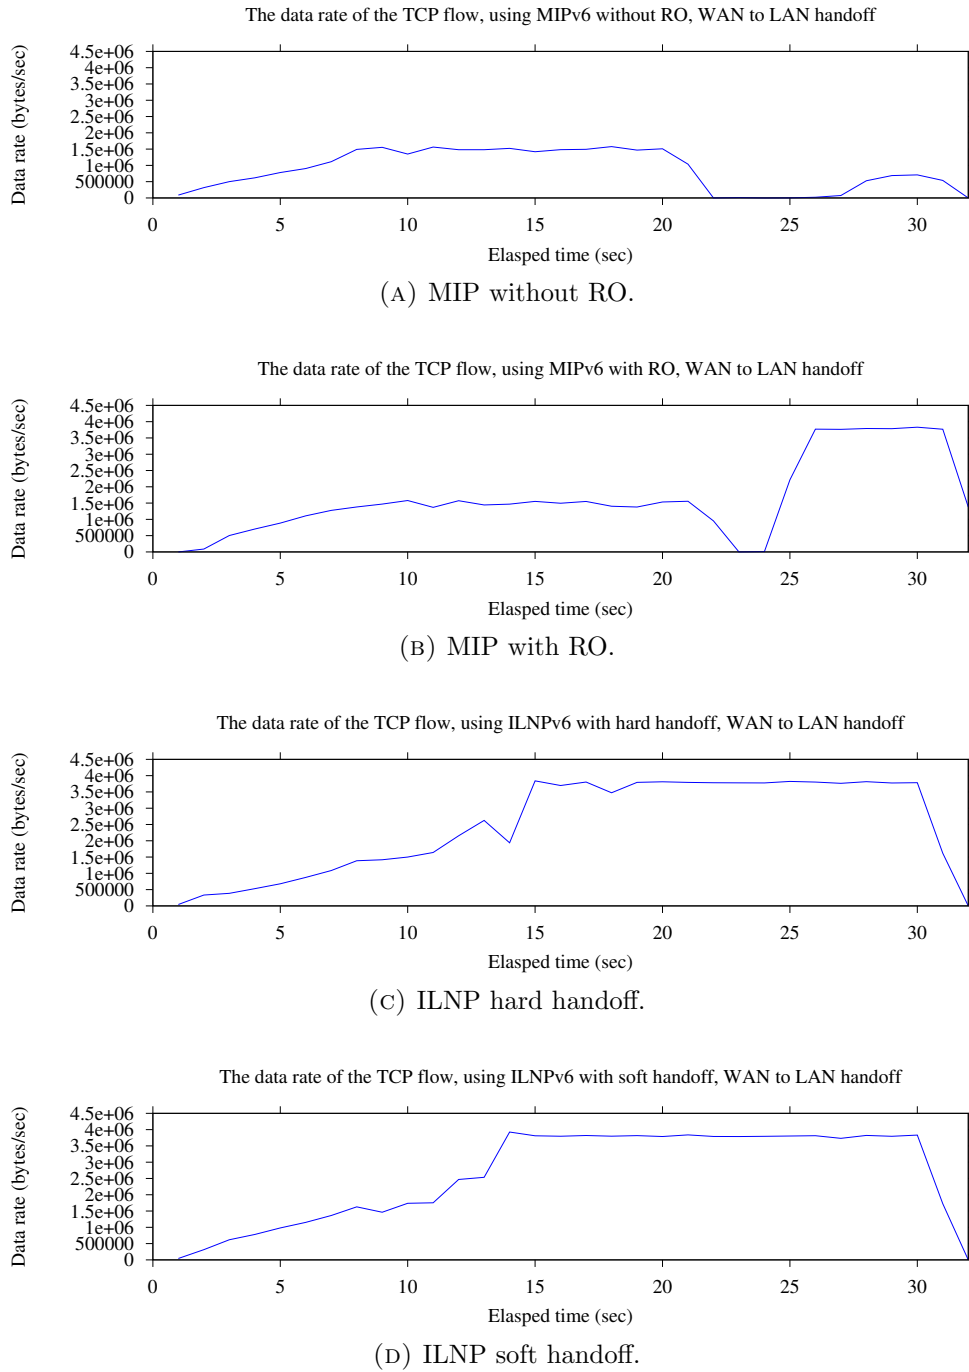 The data rate of the TCP flow, using MIPv6 without RO, WAN to LAN handoff
Data rate (bytes/sec)
4.5e+06
4e+06
3.5e+06
3e+06
2.5e+06
2e+06
1.5e+06
1e+06
500000
0
0 5 10 15 20 25 30
Elasped time (sec)
(A) MIP without RO.
The data rate of the TCP flow, using MIPv6 with RO, WAN to LAN handoff
Data rate (bytes/sec)
4.5e+06
4e+06
3.5e+06
3e+06
2.5e+06
2e+06
1.5e+06
1e+06
500000
0
0 5 10 15 20 25 30
Elasped time (sec)
(B) MIP with RO.
The data rate of the TCP flow, using ILNPv6 with hard handoff, WAN to LAN handoff
Data rate (bytes/sec)
4.5e+06
4e+06
3.5e+06
3e+06
2.5e+06
2e+06
1.5e+06
1e+06
500000
0
0 5 10 15 20 25 30
Elasped time (sec)
(C) ILNP hard handoff.
The data rate of the TCP flow, using ILNPv6 with soft handoff, WAN to LAN handoff
Data rate (bytes/sec)
4.5e+06
4e+06
3.5e+06
3e+06
2.5e+06
2e+06
1.5e+06
1e+06
500000
0
0 5 10 15 20 25 30
Elasped time (sec)
(D) ILNP soft handoff.